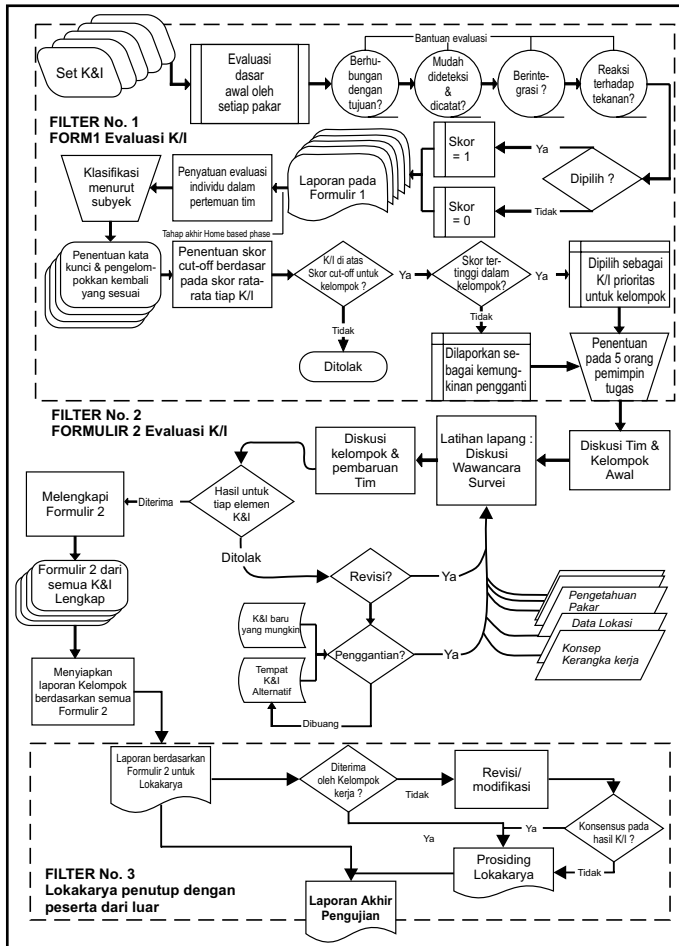 Bantuan evaluasi
Set K&I
Evaluasi
dasar
awal oleh
setiap pakar
Berhu-
bungan
dengan
tujuan?
Mudah
dideteksi
&
dicatat?
Berinteg-
rasi ?
Reaksi
terhadap
tekanan?
FILTER No. 1
FORM1 Evaluasi K/I
Klasifikasi
menurut
subyek
Penyatuan evaluasi
individu dalam
pertemuan tim
Laporan pada
Formulir 1
Skor
= 1
Ya
Skor
= 0
Tidak
Dipilih ?
Tahap akhir Home based phase
Penentuan kata
kunci & pengelom-
pokkan kembali
yang sesuai
Penentuan skor
cut-off berdasar
pada skor rata-
rata tiap K/I
K/I di atas
Skor cut-off untuk
kelompok ?
Ya
Skor ter-
tinggi dalam
kelompok?
Ya
Dipilih sebagai
K/I prioritas
untuk kelompok
Tidak
Tidak
Ditolak
Dilaporkan se-
bagai kemung-
kinan pengganti
Penentuan
pada 5 orang
pemimpin
tugas
FILTER No. 2
FORMULIR 2 Evaluasi K/I
Diskusi
kelompok &
pembaruan
Tim
Latihan lapang :
Diskusi
Wawancara
Survei
Diskusi Tim &
Kelompok
Awal
Melengkapi
Formulir 2
Diterima
Hasil untuk
tiap elemen
K&I
Ditolak
Formulir 2 dari
semua K&I
Lengkap
Revisi?
Ya
Pengetahuan
Pakar
Data Lokasi
Konsep
Kerangka kerja
K&I baru
yang mungkin
Penggantian?
Ya
Tempat
K&I
Alternatif
Dibuang
Menyiapkan
laporan Kelompok
berdasarkan semua
Formulir 2
Laporan berdasarkan
Formulir 2 untuk
Lokakarya
Diterima
oleh Kelompok
kerja ?
Tidak
Revisi/
modifikasi
Konsensus pada
hasil K/I ?
Ya
Ya
Tidak
Prosiding
Lokakarya
FILTER No. 3
Lokakarya penutup dengan
peserta dari luar
Laporan Akhir
Pengujian